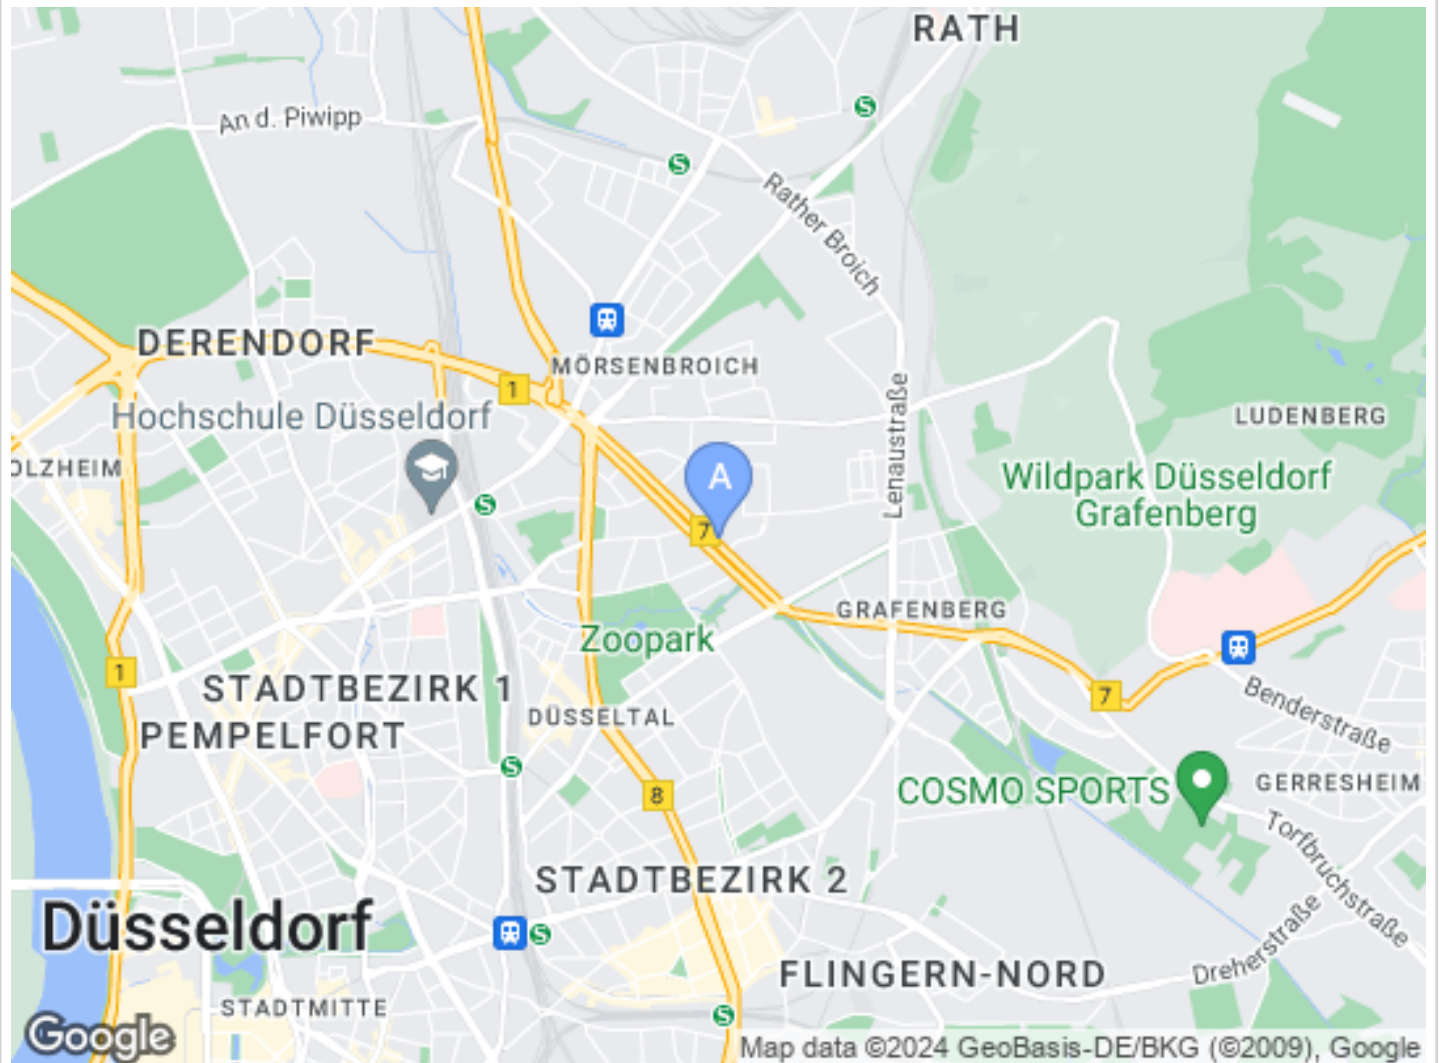 RATH
An d. Piwipp
Rather Broich
DERENDORF
MÖRSENBROICH
1
Hochschule Düsseldorf
Lenaustraße
LUDENBERG
OLZHEIM
A
Wildpark Düsseldorf
Grafenberg
7
GRAFENBERG
Zoopark
1
STADTBEZIRK 1
7
Benderstraße
DÜSSELTAL
PEMPELFORT
8
COSMO SPORTS
GERRESHEIM
Torfbruchstraße
STADTBEZIRK 2
Düsseldorf
Dreherstraße
FLINGERN-NORD
STADTMITTE
S
S
S
S
S
S
Google
Map data ©2024 GeoBasis-DE/BKG (©2009), Google